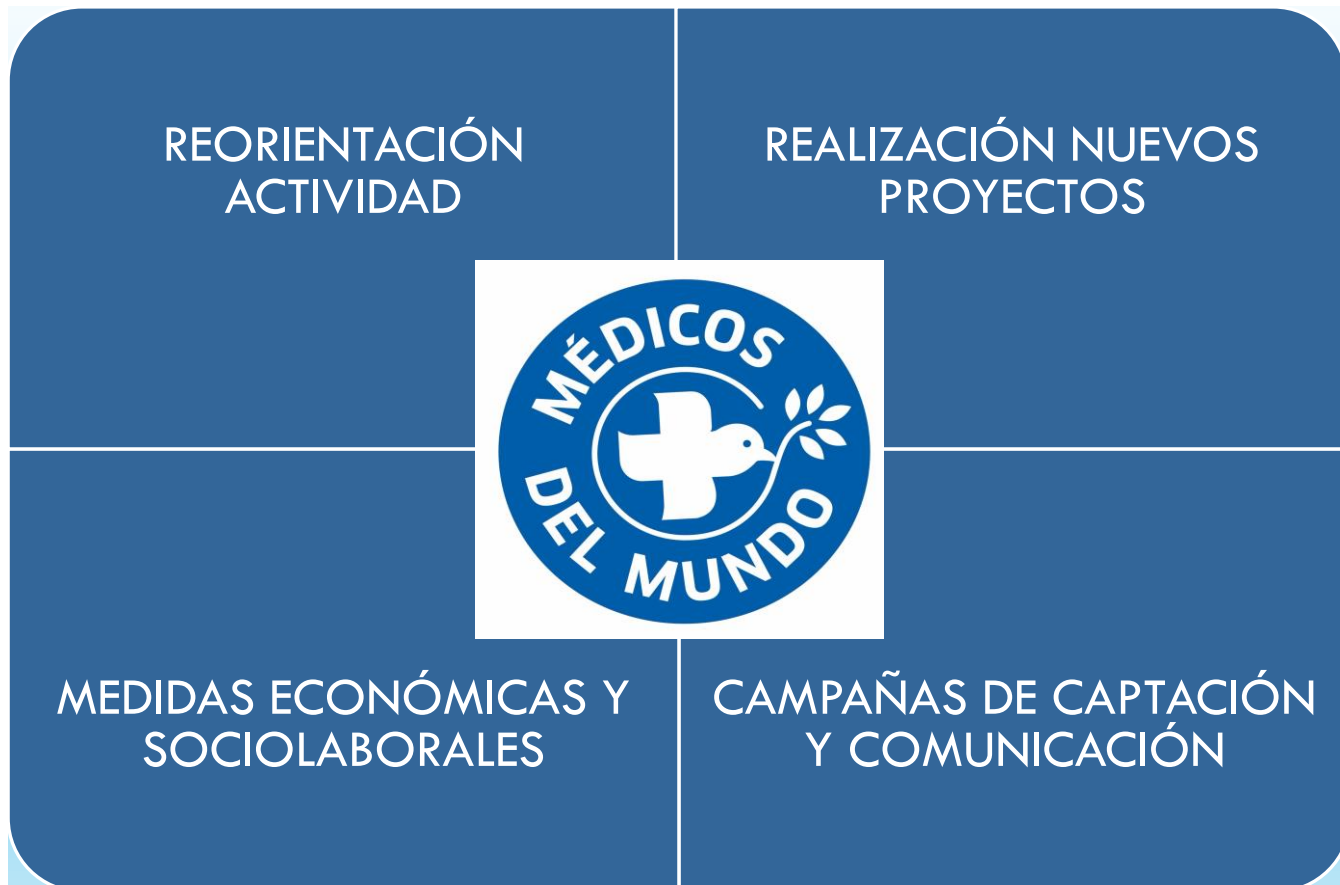 REORIENTACIÓN
ACTIVIDAD
REALIZACIÓN NUEVOS
PROYECTOS
MÉDICOS
DEL MUNDO
MEDIDAS ECONÓMICAS Y
SOCIOLABORALES
CAMPAÑAS DE CAPTACIÓN
Y COMUNICACIÓN